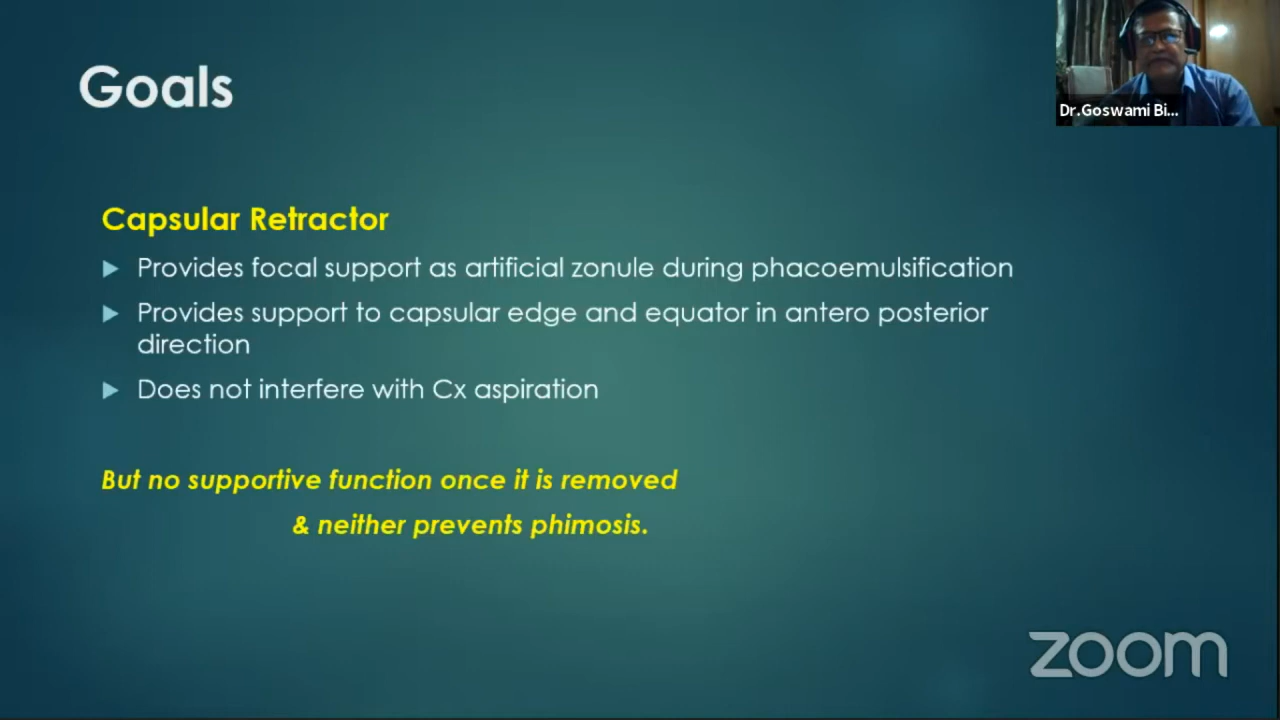 Goals
Dr.Goswami Bi...
Capsular Retractor
Provides focal support as artificial zonule during phacoemulsification
Provides support to capsular edge and equator in antero posterior
direction
Does not interfere with Cx aspiration
But no supportive function once it is removed
& neither prevents phimosis.
zoom